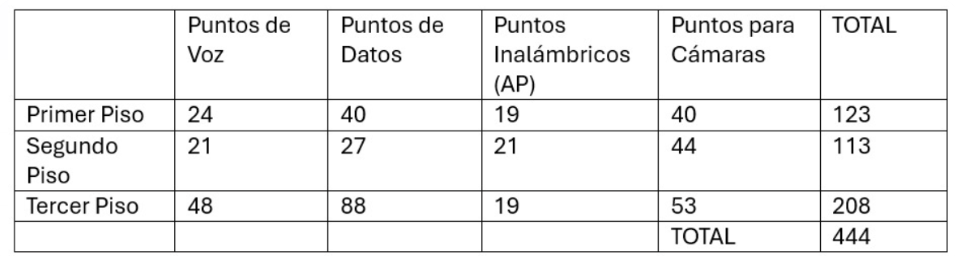 Puntos de Voz Puntos de Datos Puntos Inalámbricos (AP) Puntos para Cámaras TOTAL
Primer Piso 24 40 19 40 123
Segundo Piso 21 27 21 44 113
Tercer Piso 48 88 19 53 208
TOTAL 444